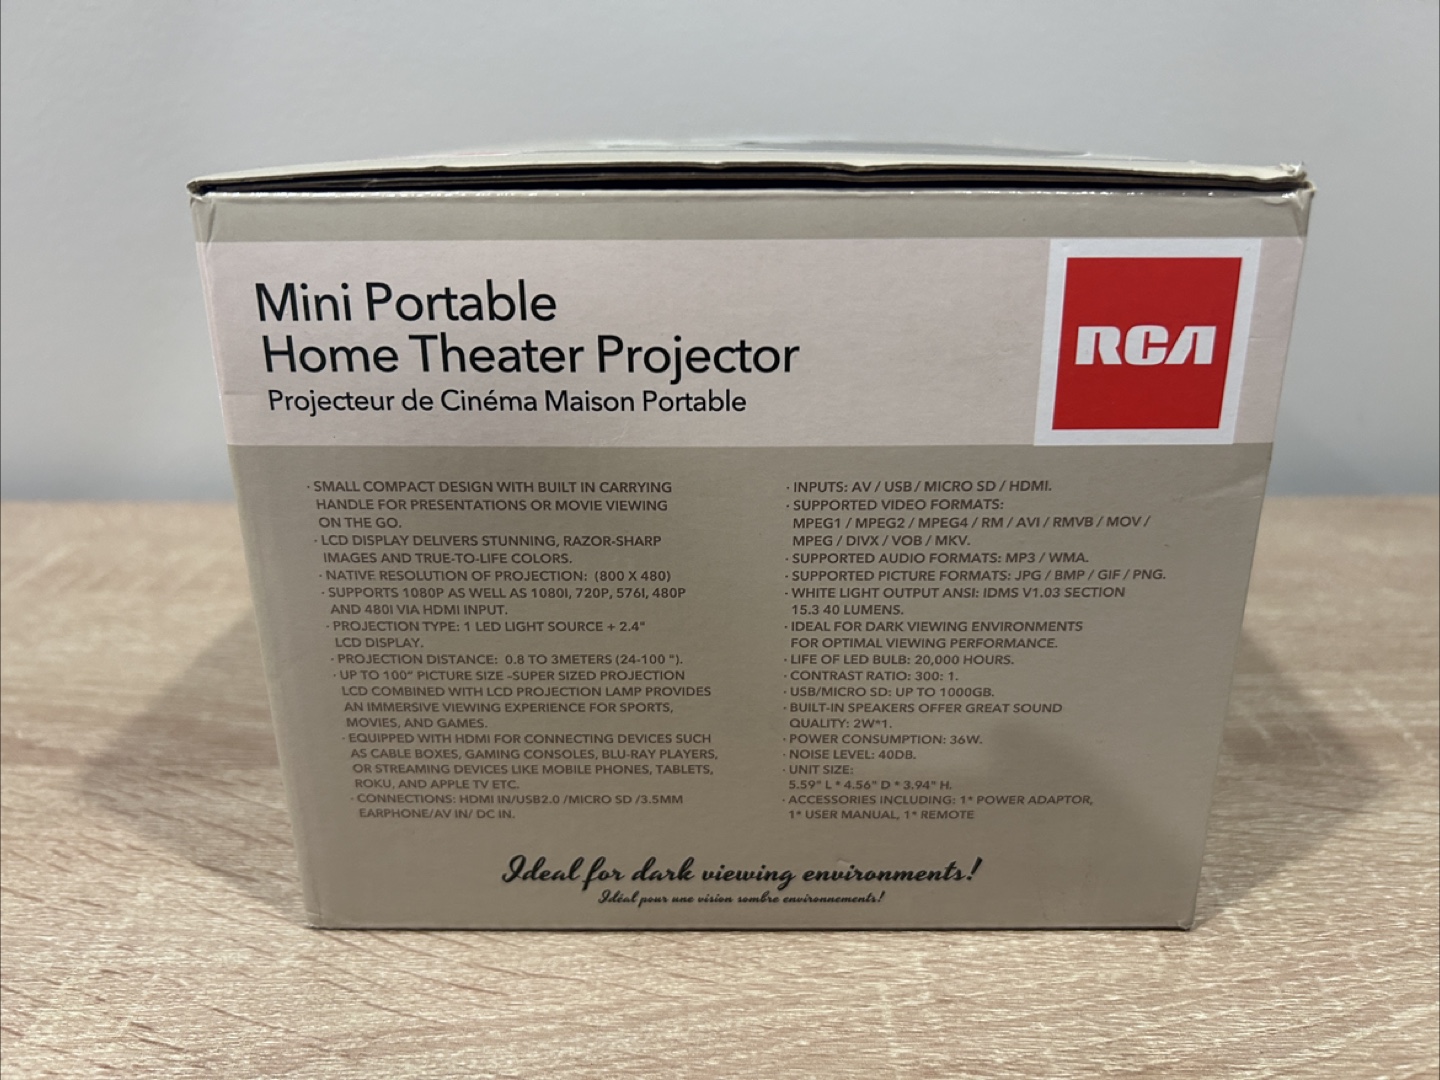 Mini Portable
Home Theater Projector
Projecteur de Cinéma Maison Portable
RCA
· SMALL COMPACT DESIGN WITH BUILT IN CARRYING
HANDLE FOR PRESENTATIONS OR MOVIE VIEWING
ON THE GO.
· LCD DISPLAY DELIVERS STUNNING, RAZOR-SHARP
IMAGES AND TRUE-TO-LIFE COLORS.
· NATIVE RESOLUTION OF PROJECTION: (800 X 480)
· SUPPORTS 1080P AS WELL AS 1080I, 720P, 576I, 480P
AND 480I VIA HDMI INPUT.
· PROJECTION TYPE: 1 LED LIGHT SOURCE + 2.4"
LCD DISPLAY.
· PROJECTION DISTANCE: 0.8 TO 3METERS (24-100 ").
· UP TO 100" PICTURE SIZE –SUPER SIZED PROJECTION
LCD COMBINED WITH LCD PROJECTION LAMP PROVIDES
AN IMMERSIVE VIEWING EXPERIENCE FOR SPORTS,
MOVIES, AND GAMES.
· EQUIPPED WITH HDMI FOR CONNECTING DEVICES SUCH
AS CABLE BOXES, GAMING CONSOLES, BLU-RAY PLAYERS,
OR STREAMING DEVICES LIKE MOBILE PHONES, TABLETS,
ROKU, AND APPLE TV ETC.
· CONNECTIONS: HDMI IN/USB2.0 /MICRO SD /3.5MM
EARPHONE/AV IN/ DC IN.
· INPUTS: AV / USB / MICRO SD / HDMI.
· SUPPORTED VIDEO FORMATS:
MPEG1 / MPEG2 / MPEG4 / RM / AVI / RMVB / MOV /
MPEG / DIVX / VOB / MKV.
· SUPPORTED AUDIO FORMATS: MP3 / WMA.
· SUPPORTED PICTURE FORMATS: JPG / BMP / GIF / PNG.
· WHITE LIGHT OUTPUT ANSI: IDMS V1.03 SECTION
15.3 40 LUMENS.
· IDEAL FOR DARK VIEWING ENVIRONMENTS
FOR OPTIMAL VIEWING PERFORMANCE.
· LIFE OF LED BULB: 20,000 HOURS.
· CONTRAST RATIO: 300: 1.
· USB/MICRO SD: UP TO 1000GB.
· BUILT-IN SPEAKERS OFFER GREAT SOUND
QUALITY: 2W*1.
· POWER CONSUMPTION: 36W.
· NOISE LEVEL: 40DB.
· UNIT SIZE:
5.59" L * 4.56" D * 3.94" H.
· ACCESSORIES INCLUDING: 1* POWER ADAPTOR,
1* USER MANUAL, 1* REMOTE
Ideal for dark viewing environments!
Idéal pour une vision sombre environnements!